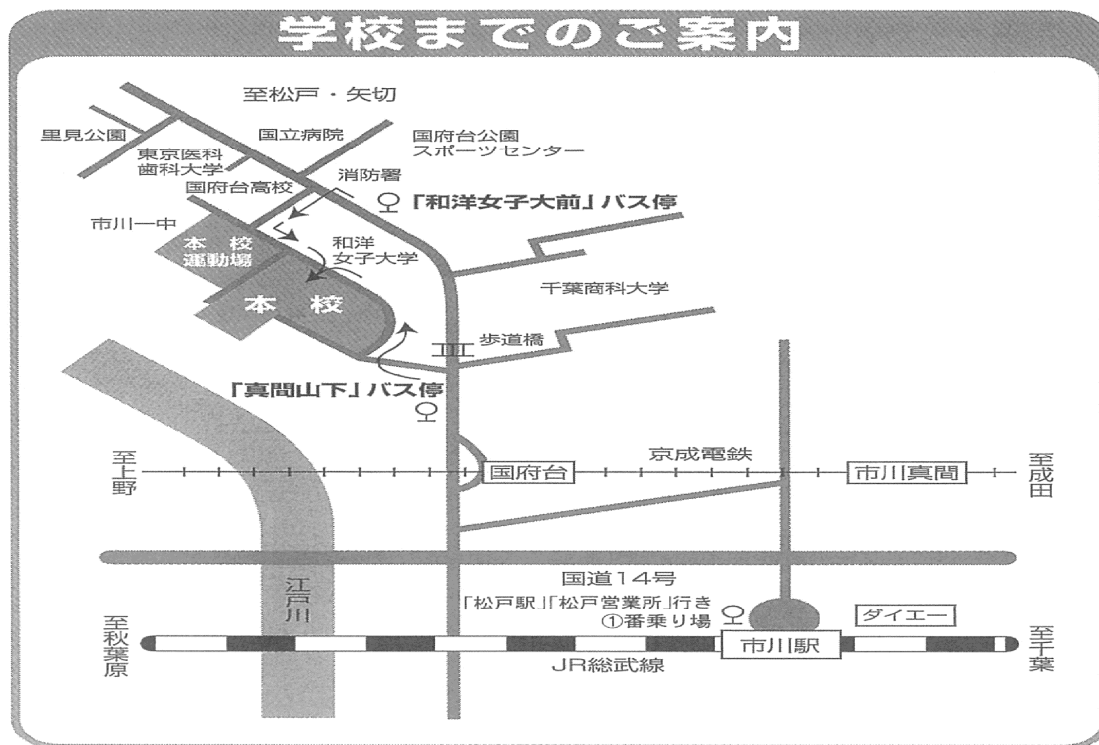 学校までのご案内
至松戸・矢切
里見公園
国立病院
国府台公園
スポーツセンター
東京医科
歯科大学
消防署
国府台高校
「和洋女子大前」バス停
市川一中
本校
運動場
和洋
女子大学
本校
千葉商科大学
歩道橋
「真間山下」バス停
至上野
国府台
京成電鉄
市川真間
至成田
江戸川
国道14号
「松戸駅」「松戸営業所」行き
①番乗り場
ダイエー
至秋葉原
市川駅
至千葉
JR総武線